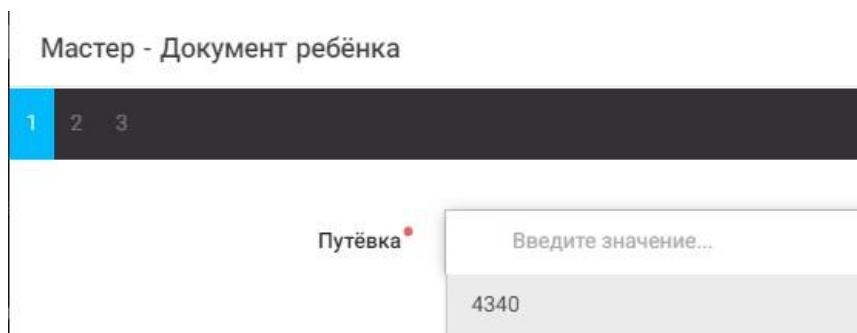 Мастер - Документ ребёнка
1 2 3
Путёвка
Введите значение...
4340